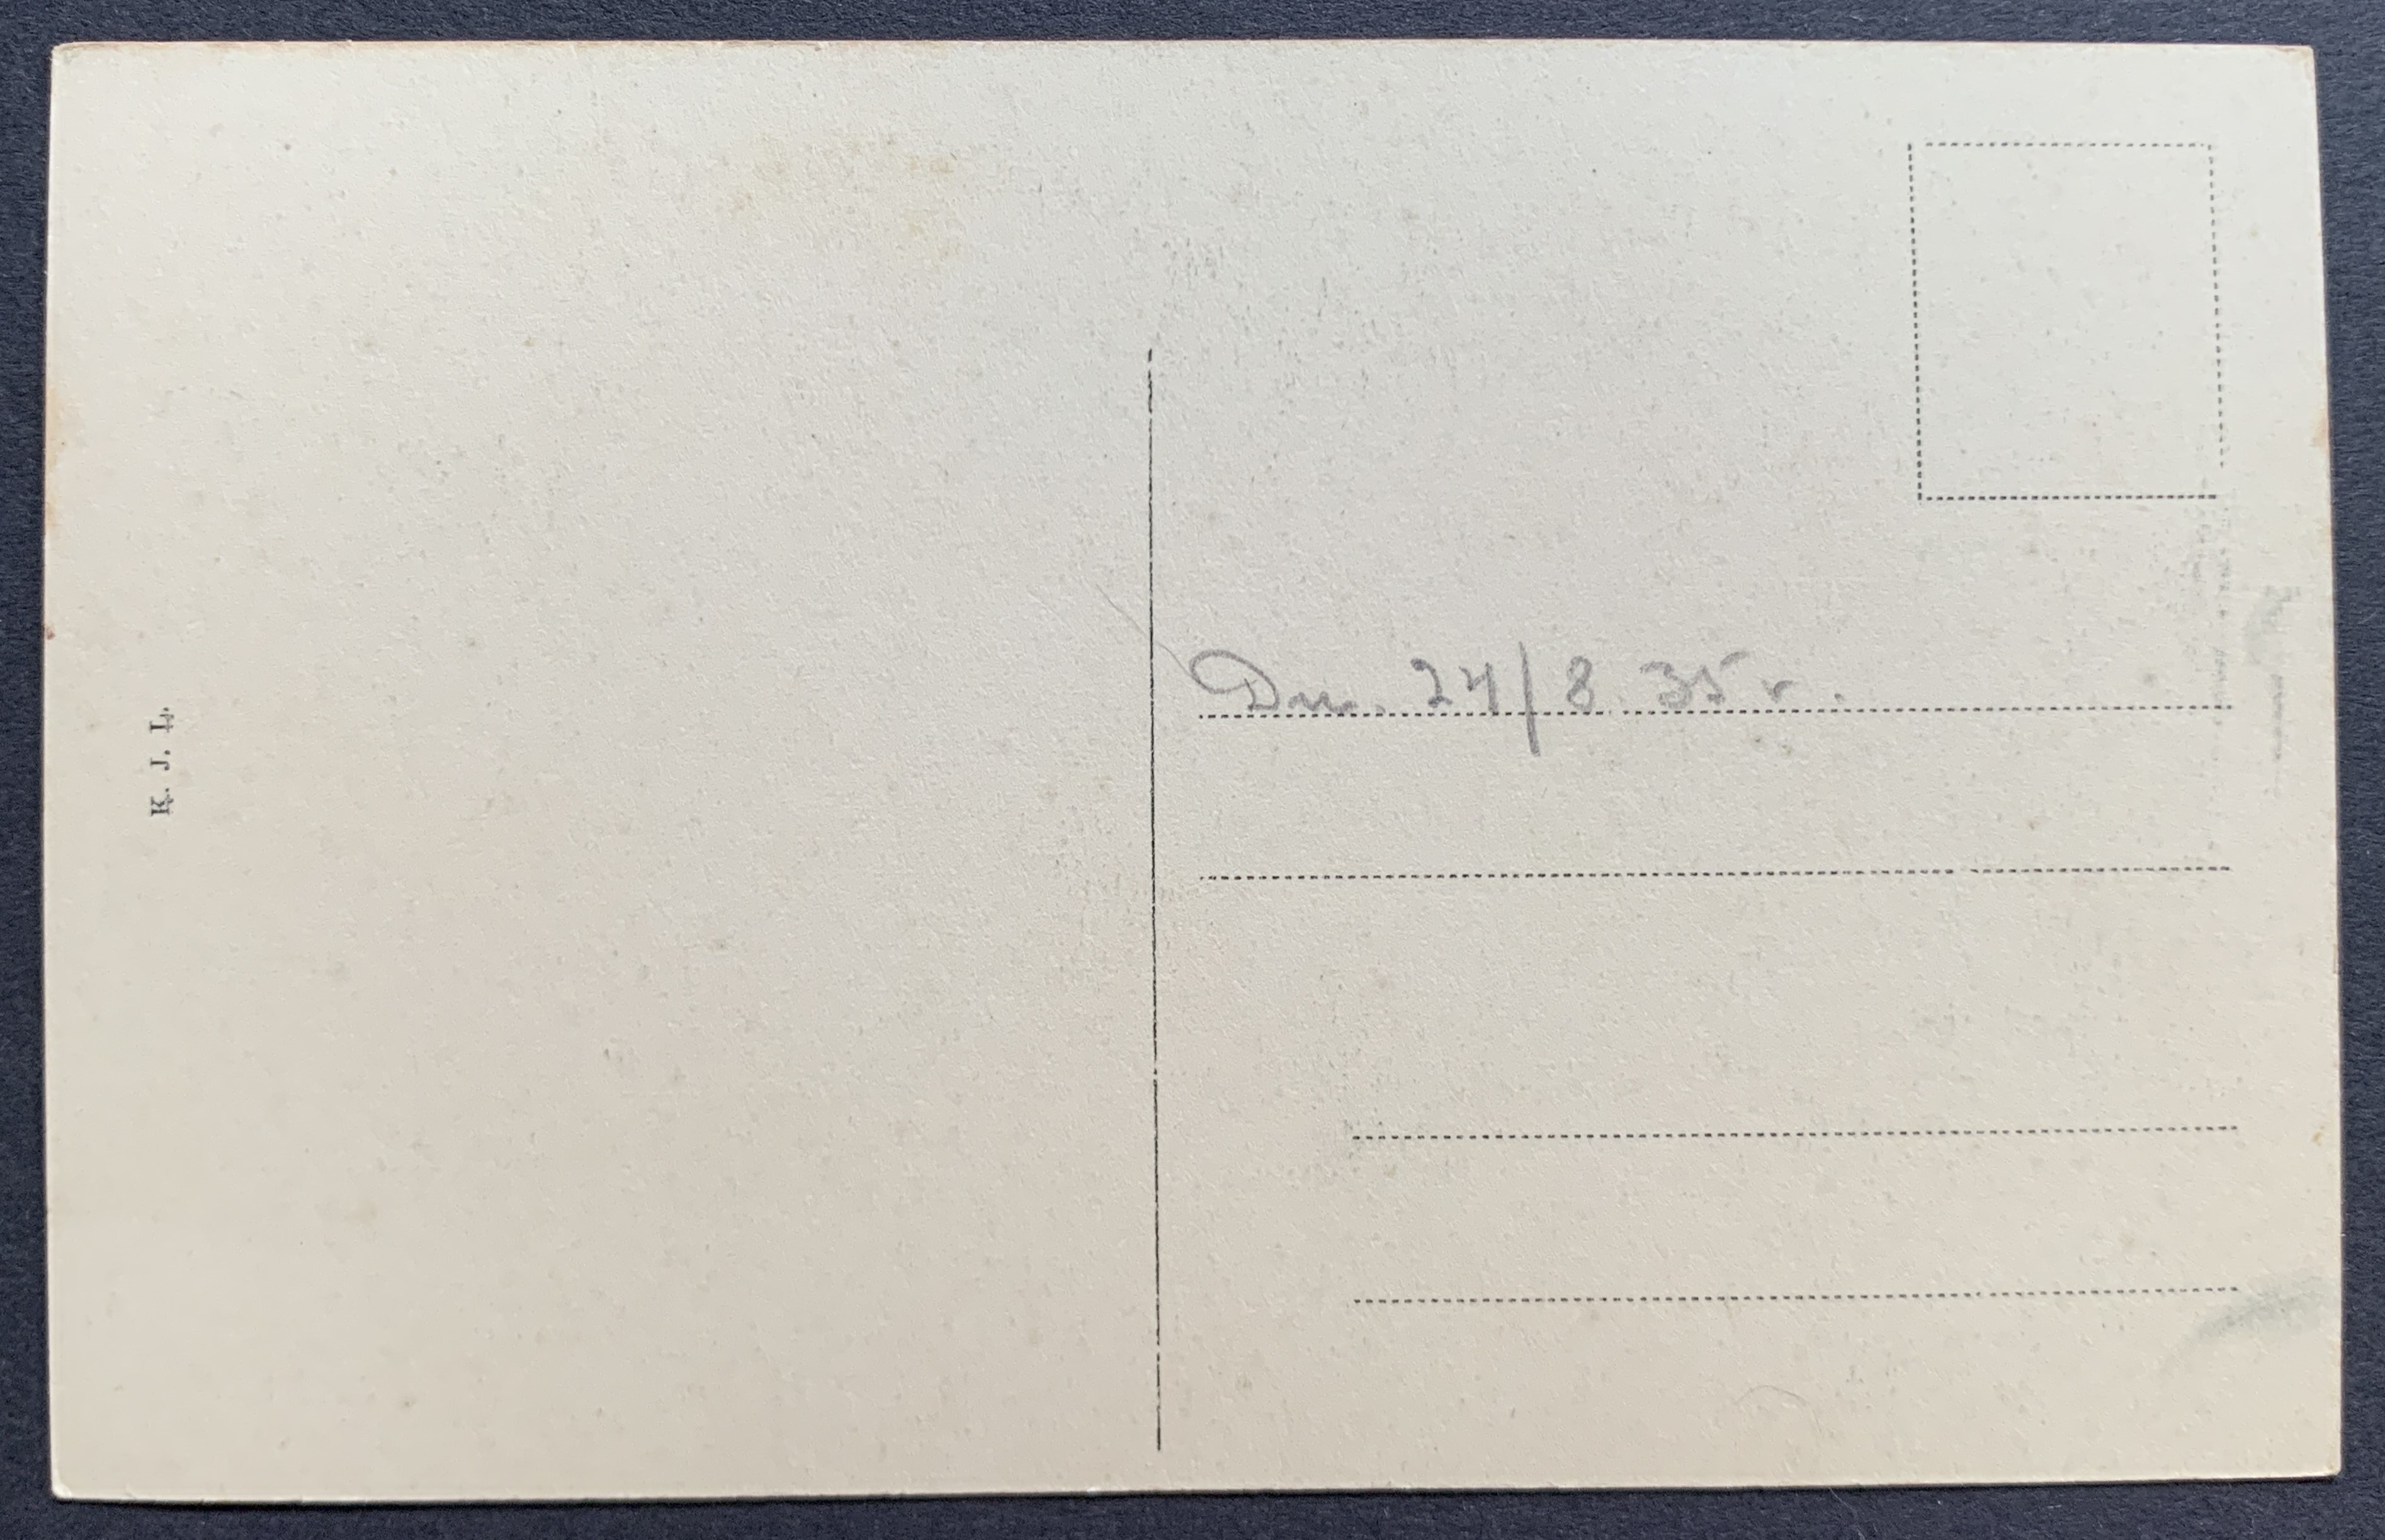 K. J. L.
Dn. 24/8 35 r.